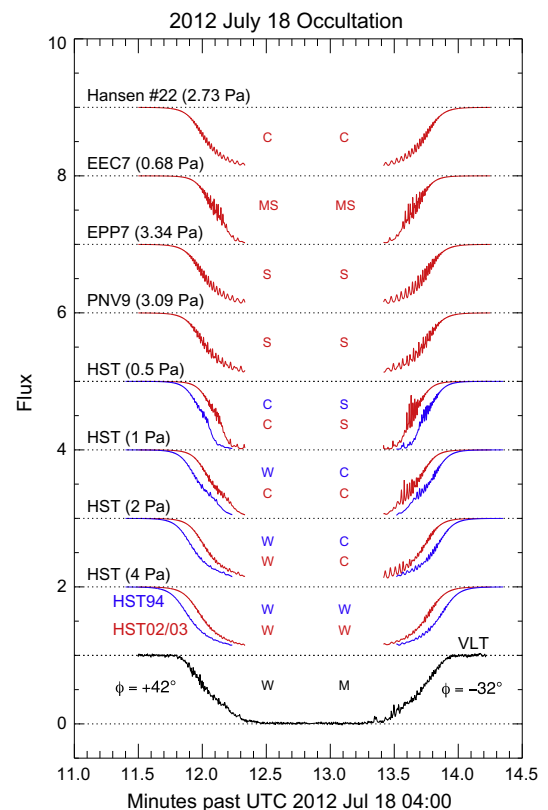 2012 July 18 Occultation
10
Hansen #22 (2.73 Pa)
C C
EEC7 (0.68 Pa)
8
MS MS
EPP7 (3.34 Pa)
S S
PNV9 (3.09 Pa)
6
S S
HST (0.5 Pa)
C S
C S
Flux
HST (1 Pa)
4
W C
C C
HST (2 Pa)
W C
W C
HST (4 Pa)
2
HST94 W W
HST02/03 W W
VLT
ϕ = +42° W M ϕ = −32°
0
11.0 11.5 12.0 12.5 13.0 13.5 14.0 14.5
Minutes past UTC 2012 Jul 18 04:00